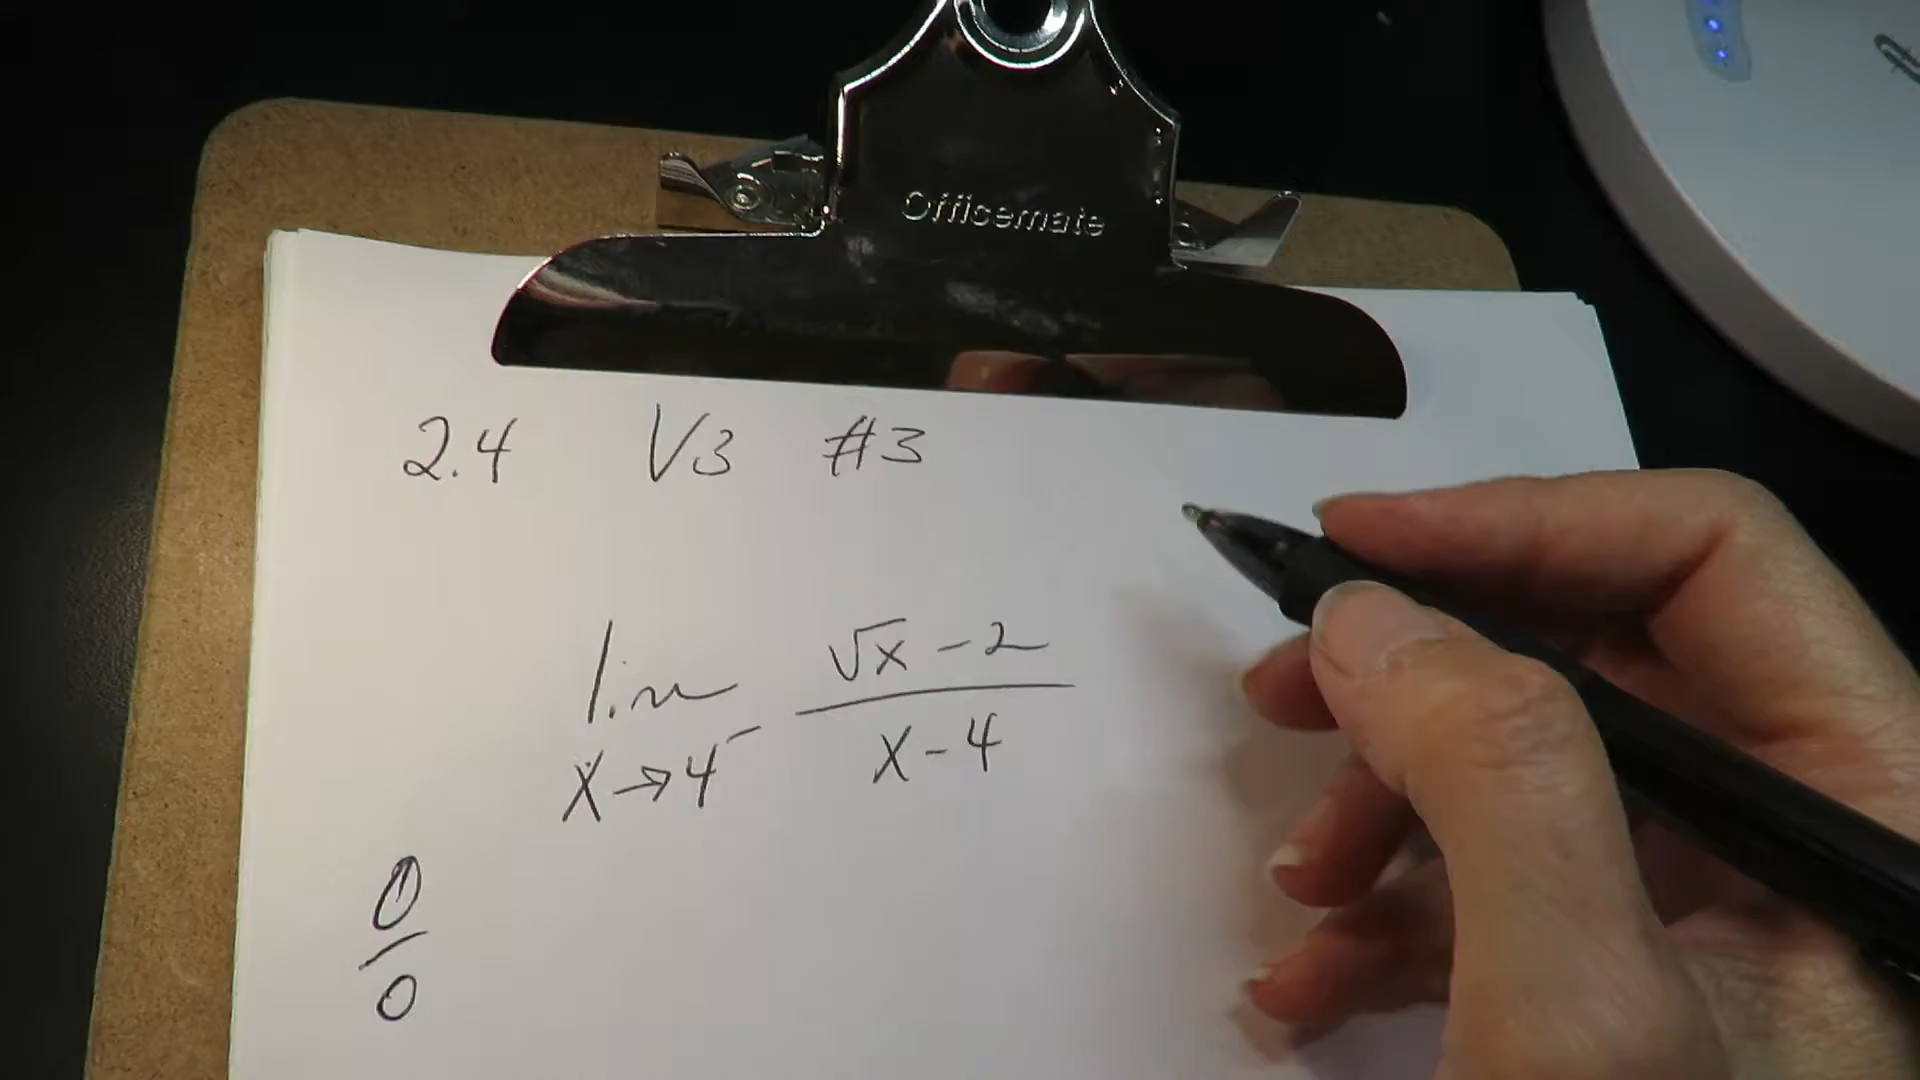 Officemate
2.4 V3 #3
lim √x - 2
x→4⁻ x - 4
0
0